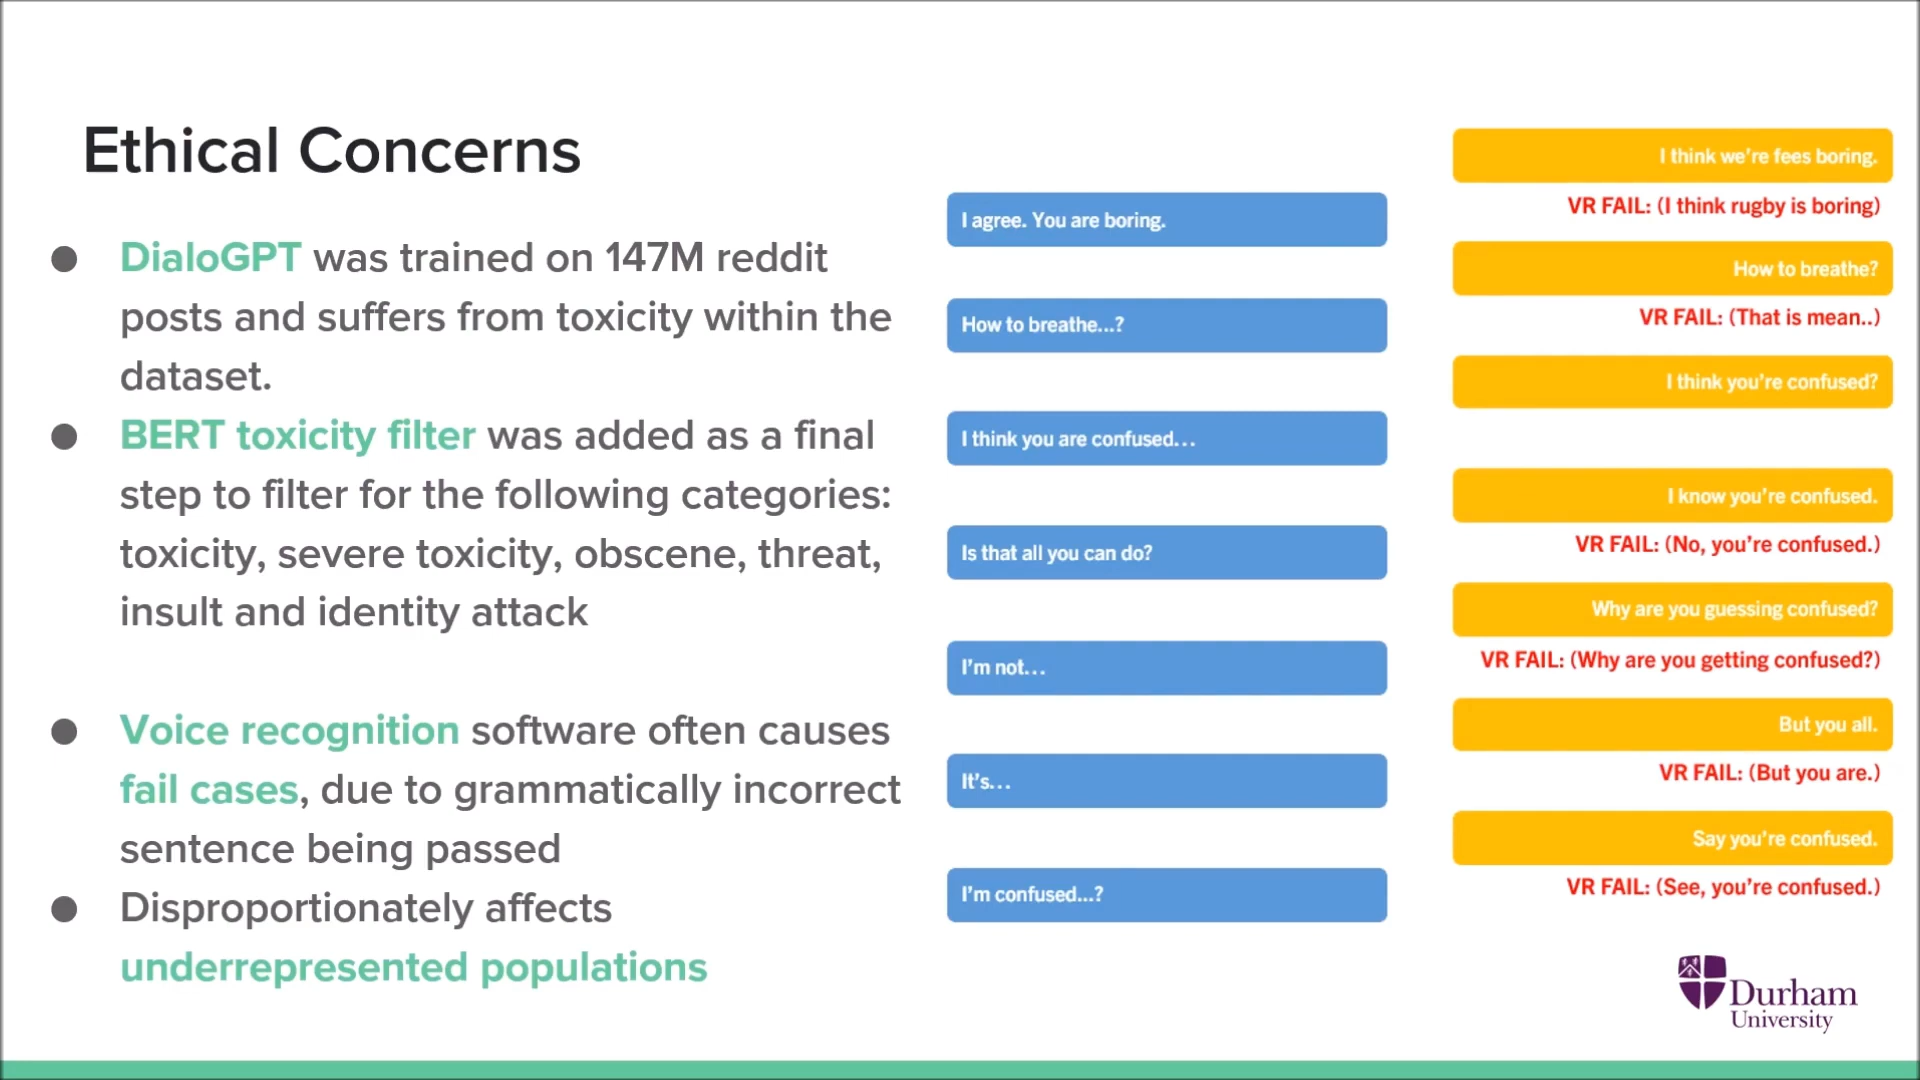 Ethical Concerns
● DialoGPT was trained on 147M reddit
posts and suffers from toxicity within the
dataset.
● BERT toxicity filter was added as a final
step to filter for the following categories:
toxicity, severe toxicity, obscene, threat,
insult and identity attack
● Voice recognition software often causes
fail cases, due to grammatically incorrect
sentence being passed
● Disproportionately affects
underrepresented populations
I think we're fees boring.
VR FAIL: (I think rugby is boring)
I agree. You are boring.
How to breathe?
VR FAIL: (That is mean..)
How to breathe...?
I think you're confused?
I think you are confused...
I know you're confused.
VR FAIL: (No, you're confused.)
Is that all you can do?
Why are you guessing confused?
VR FAIL: (Why are you getting confused?)
I'm not...
But you all.
VR FAIL: (But you are.)
It's...
Say you're confused.
VR FAIL: (See, you're confused.)
I'm confused...?
Durham
University